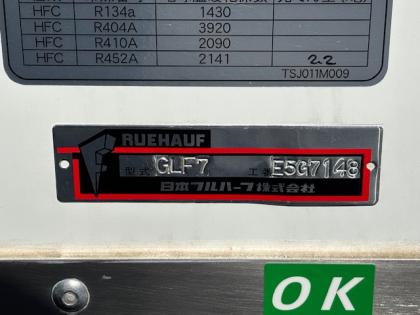 HFC R134a 1430
HFC R404A 3920
HFC R410A 2090
HFC R452A 2141 2.2
TSJ011M009
RUEHAUF
型式 GLF7 工番 E5G7148
日本フルハーフ株式会社
OK